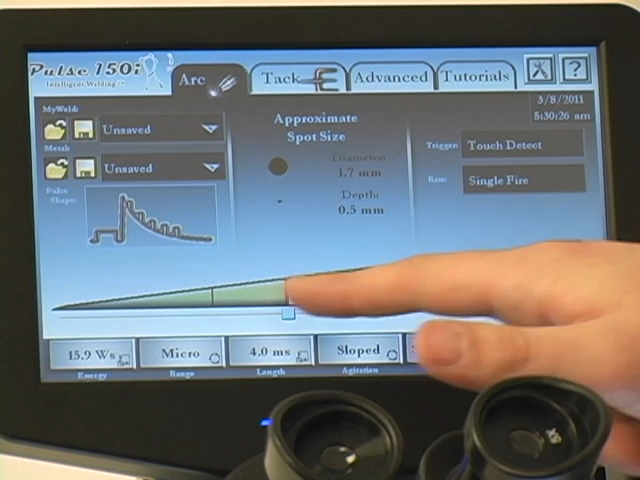 Pulse 150i
Intelligent Welding™
Arc
Tack
Advanced
Tutorials
?
3/8/2011
5:30:26 am
MyWeld:
Unsaved
Metal:
Unsaved
Pulse
Shape:
Approximate
Spot Size
Diameter:
1.7 mm
Depth:
0.5 mm
Trigger:
Touch Detect
Rate:
Single Fire
15.9 Ws
Micro
4.0 ms
Sloped
Energy
Range
Length
Agitation